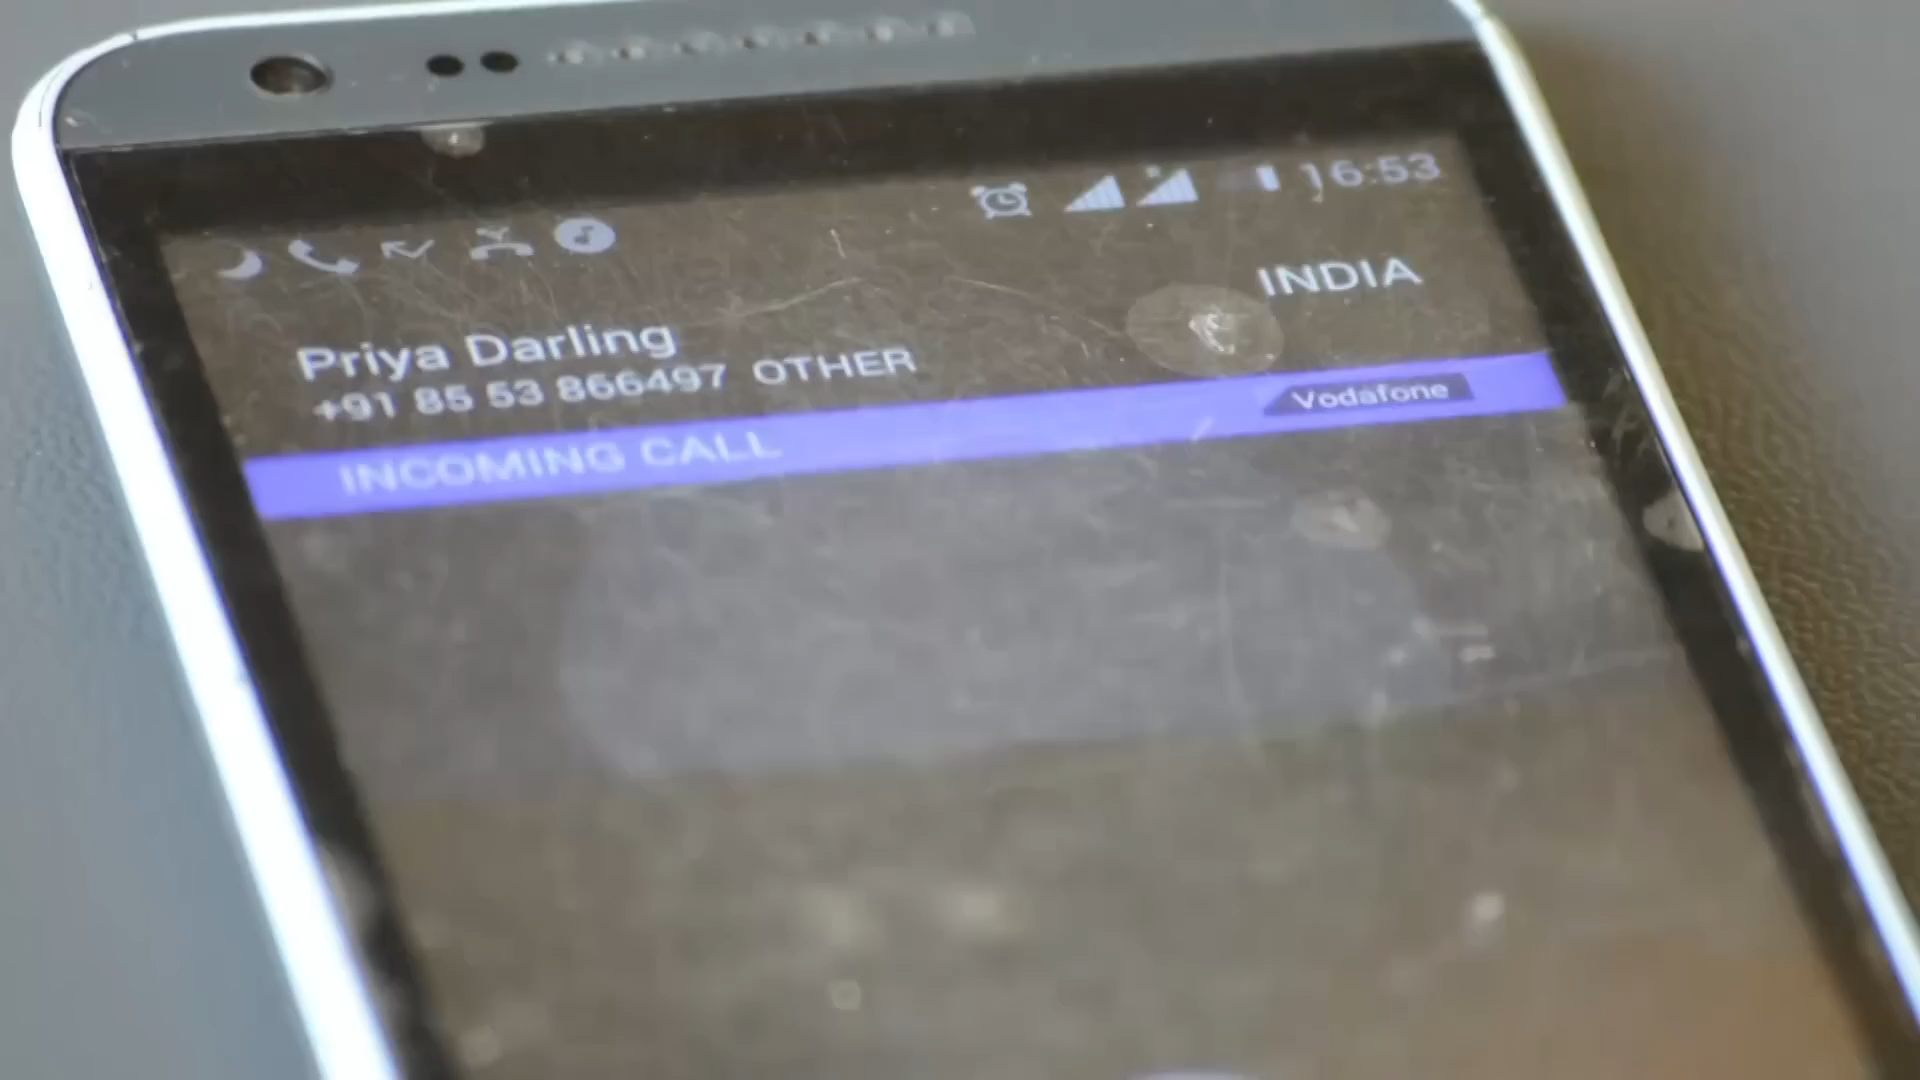 16:53
INDIA
Priya Darling
+91 85 53 866497 OTHER
Vodafone
INCOMING CALL